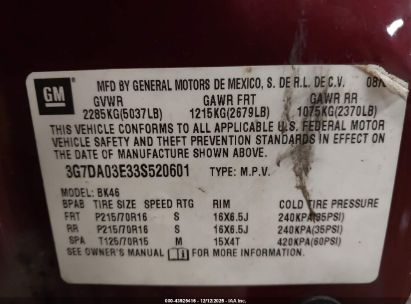 GM
MFD BY GENERAL MOTORS DE MEXICO, S. DE R.L. DE C.V. 08/
GVWR GAWR FRT GAWR RR
2285KG(5037LB) 1215KG(2679LB) 1075KG(2370LB)
THIS VEHICLE CONFORMS TO ALL APPLICABLE U.S. FEDERAL MOTOR
VEHICLE SAFETY AND THEFT PREVENTION STANDARDS IN EFFECT ON THE
DATE OF MANUFACTURE SHOWN ABOVE.
3G7DA03E33S520601 TYPE: M.P.V.
MODEL: BK46
BPAB TIRE SIZE SPEED RTG RIM COLD TIRE PRESSURE
FRT P215/70R16 S 16X6.5J 240KPA(35PSI)
RR P215/70R16 S 16X6.5J 240KPA(35PSI)
SPA T125/70R15 M 15X4T 420KPA(60PSI)
SEE OWNER'S MANUAL FOR MORE INFORMATION